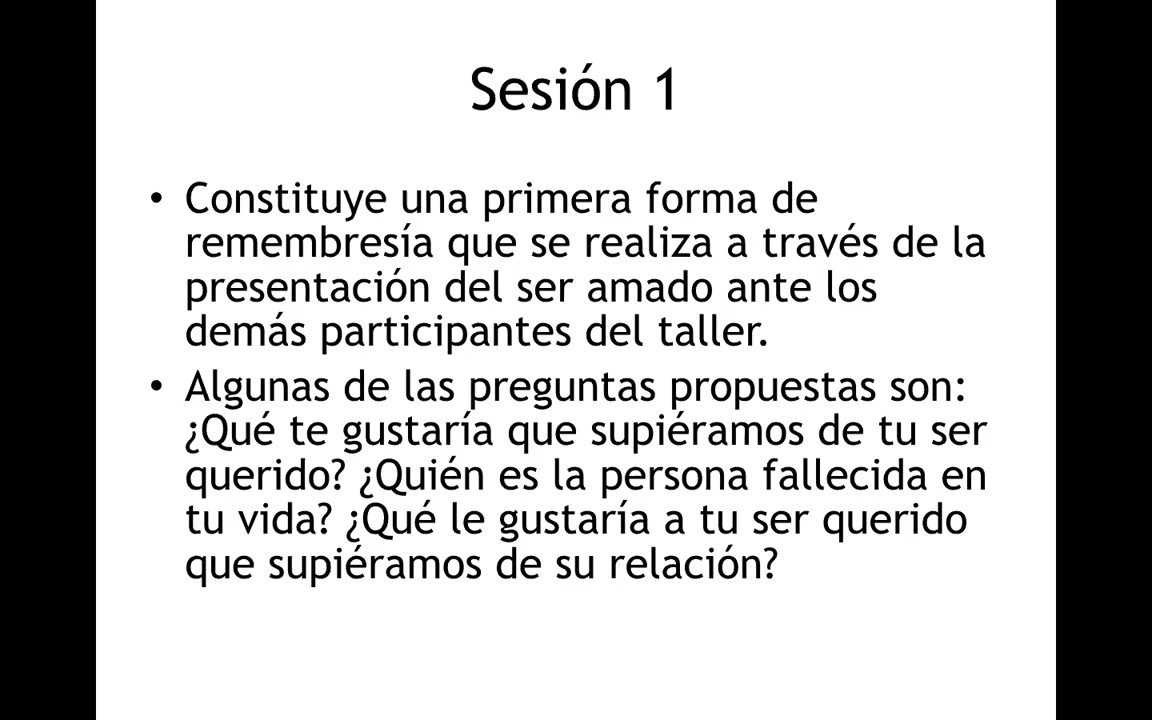 Sesión 1
• Constituye una primera forma de
remembresía que se realiza a través de la
presentación del ser amado ante los
demás participantes del taller.
• Algunas de las preguntas propuestas son:
¿Qué te gustaría que supiéramos de tu ser
querido? ¿Quién es la persona fallecida en
tu vida? ¿Qué le gustaría a tu ser querido
que supiéramos de su relación?